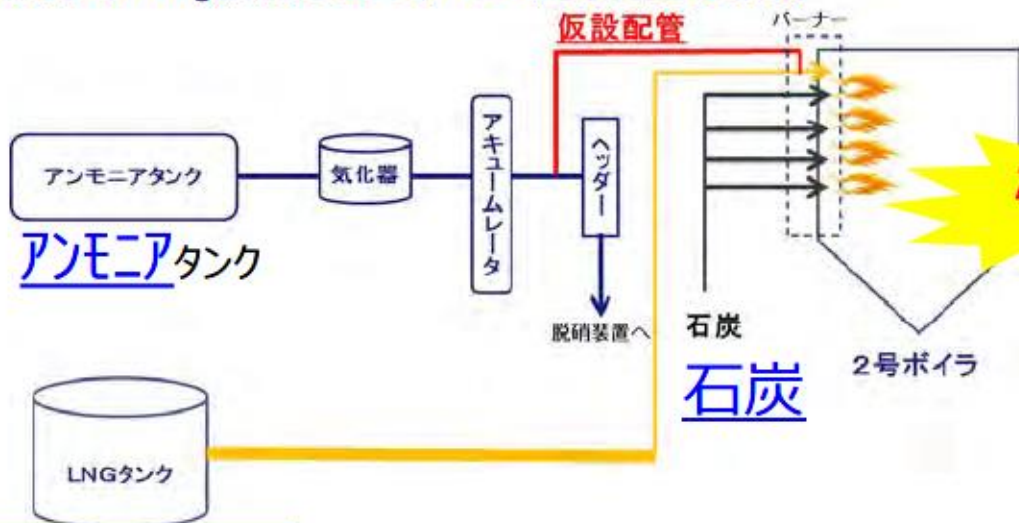 仮設配管
バーナー
アンモニアタンク
気化器
アキュームレータ
ヘッダー
アンモニアタンク
脱硝装置へ
石炭
石炭
2号ボイラ
LNGタンク